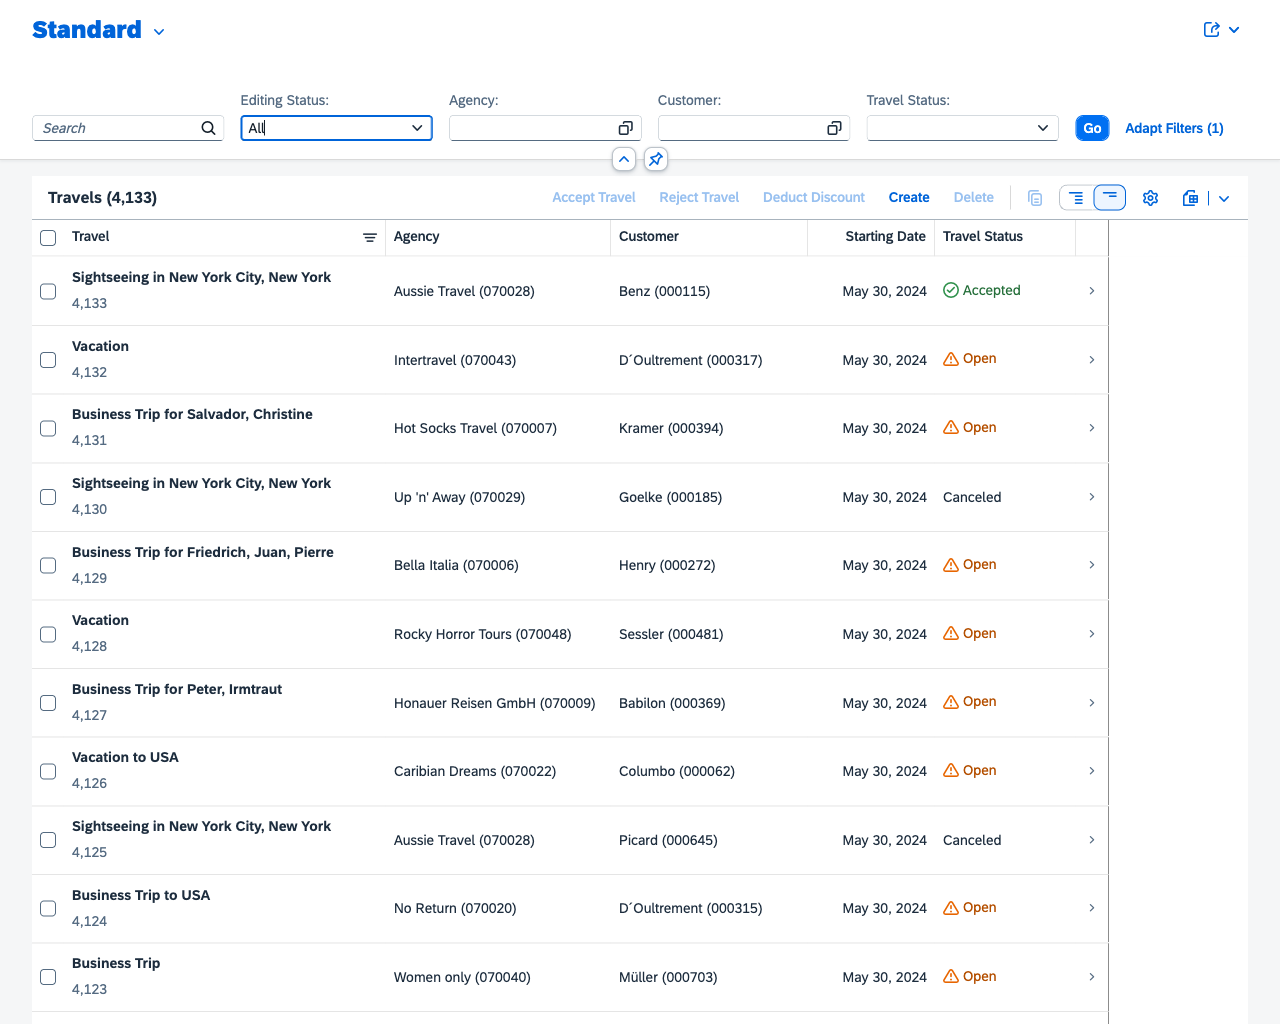 Standard
Editing Status:
Agency:
Customer:
Travel Status:
Search
All
Go
Adapt Filters (1)
Travels (4,133)
Accept Travel
Reject Travel
Deduct Discount
Create
Delete
Travel
Agency
Customer
Starting Date
Travel Status
Sightseeing in New York City, New York
4,133
Aussie Travel (070028)
Benz (000115)
May 30, 2024
Accepted
Vacation
4,132
Intertravel (070043)
D´Oultrement (000317)
May 30, 2024
Open
Business Trip for Salvador, Christine
4,131
Hot Socks Travel (070007)
Kramer (000394)
May 30, 2024
Open
Sightseeing in New York City, New York
4,130
Up 'n' Away (070029)
Goelke (000185)
May 30, 2024
Canceled
Business Trip for Friedrich, Juan, Pierre
4,129
Bella Italia (070006)
Henry (000272)
May 30, 2024
Open
Vacation
4,128
Rocky Horror Tours (070048)
Sessler (000481)
May 30, 2024
Open
Business Trip for Peter, Irmtraut
4,127
Honauer Reisen GmbH (070009)
Babilon (000369)
May 30, 2024
Open
Vacation to USA
4,126
Caribian Dreams (070022)
Columbo (000062)
May 30, 2024
Open
Sightseeing in New York City, New York
4,125
Aussie Travel (070028)
Picard (000645)
May 30, 2024
Canceled
Business Trip to USA
4,124
No Return (070020)
D´Oultrement (000315)
May 30, 2024
Open
Business Trip
4,123
Women only (070040)
Müller (000703)
May 30, 2024
Open